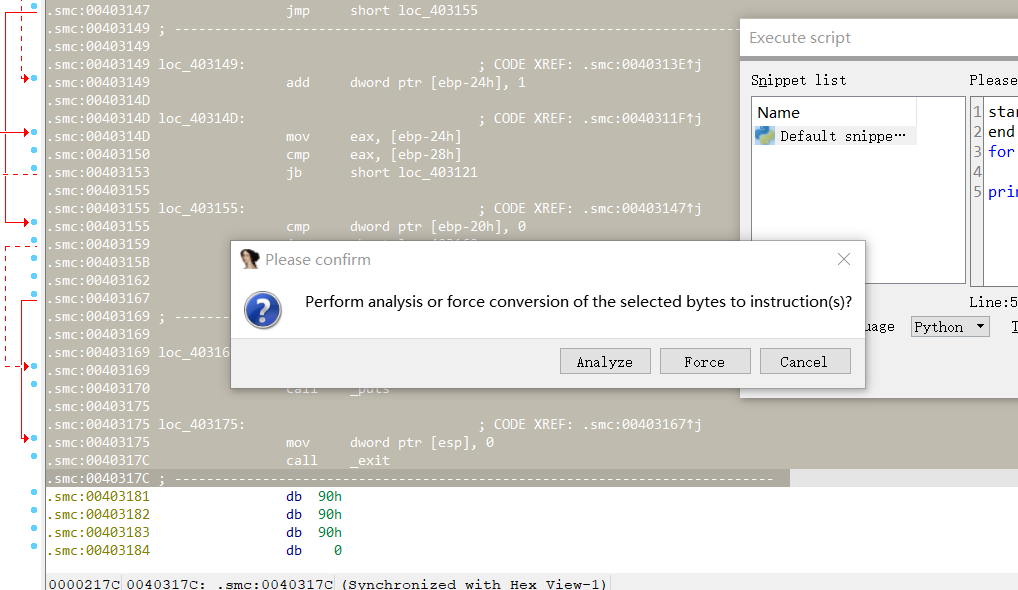 .smc:00403147 jmp short loc_403155
.smc:00403149 ; ---------------------------------------------------------------------------
.smc:00403149
.smc:00403149 loc_403149: ; CODE XREF: .smc:0040313E↑j
.smc:00403149 add dword ptr [ebp-24h], 1
.smc:0040314D
.smc:0040314D loc_40314D: ; CODE XREF: .smc:0040311F↑j
.smc:0040314D mov eax, [ebp-24h]
.smc:00403150 cmp eax, [ebp-28h]
.smc:00403153 jb short loc_403121
.smc:00403155
.smc:00403155 loc_403155: ; CODE XREF: .smc:00403147↑j
.smc:00403155 cmp dword ptr [ebp-20h], 0
.smc:00403159
.smc:0040315B
.smc:00403162
.smc:00403167
.smc:00403169 ; ------
.smc:00403169
.smc:00403169 loc_40316
.smc:00403169
.smc:00403170 call _puts
.smc:00403175
.smc:00403175 loc_403175: ; CODE XREF: .smc:00403167↑j
.smc:00403175 mov dword ptr [esp], 0
.smc:0040317C call _exit
.smc:0040317C ; ---------------------------------------------------------------------------
.smc:00403181 db 90h
.smc:00403182 db 90h
.smc:00403183 db 90h
.smc:00403184 db 0
0000217C 0040317C: .smc:0040317C (Synchronized with Hex View-1)
Execute script
Snippet list
Please
Name
Default snippe…
1 star
2 end
3 for
4
5 prin
Line:5
uage Python
Please confirm
Perform analysis or force conversion of the selected bytes to instruction(s)?
Analyze Force Cancel